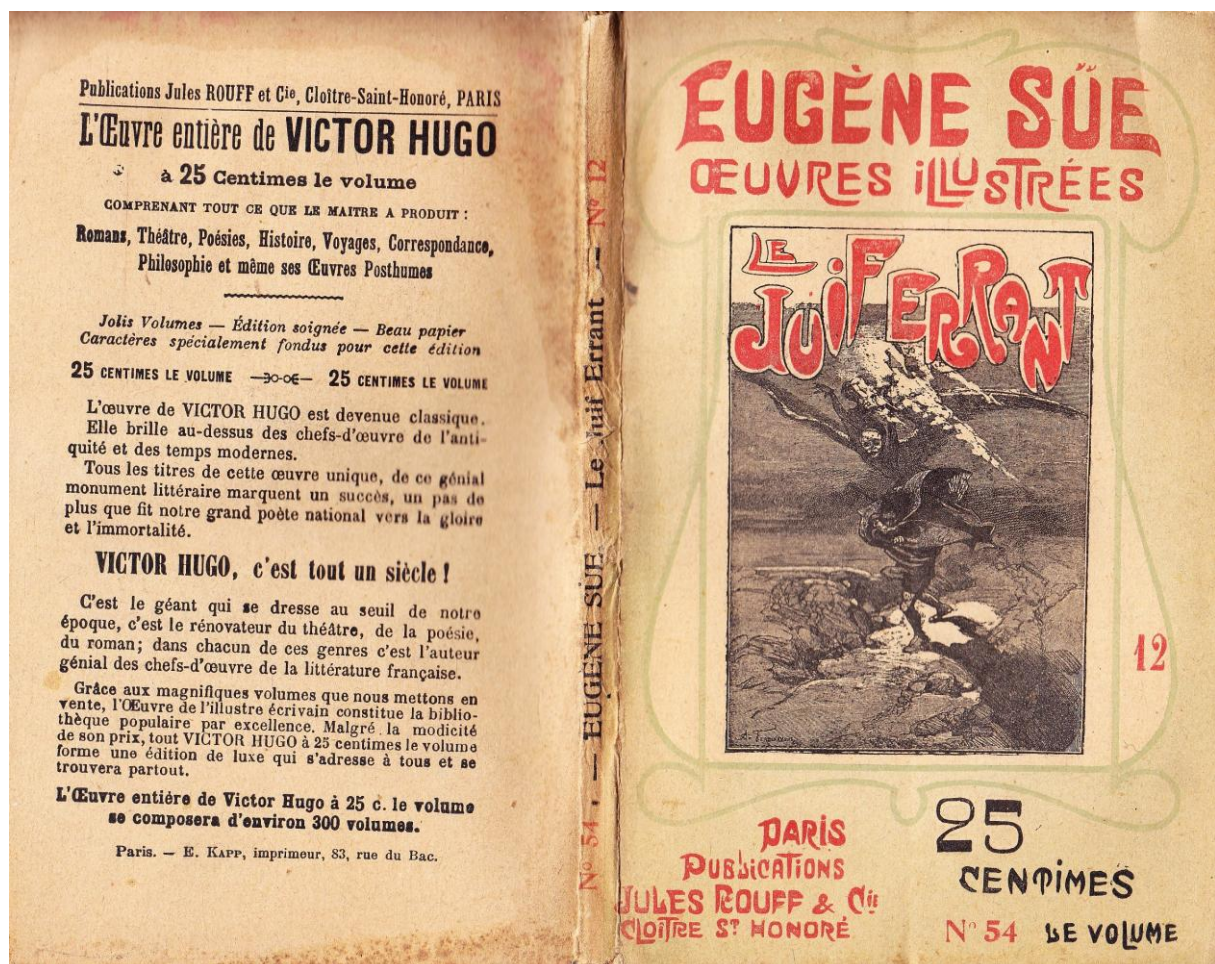 Publications Jules ROUFF et Cie, Cloître-Saint-Honoré, PARIS
L'Œuvre entière de VICTOR HUGO
à 25 Centimes le volume
COMPRENANT TOUT CE QUE LE MAITRE A PRODUIT :
Romans, Théâtre, Poésies, Histoire, Voyages, Correspondance,
Philosophie et même ses Œuvres Posthumes
Jolis Volumes — Édition soignée — Beau papier
Caractères spécialement fondus pour cette édition
25 CENTIMES LE VOLUME 25 CENTIMES LE VOLUME
L'œuvre de VICTOR HUGO est devenue classique.
Elle brille au-dessus des chefs-d'œuvre de l'anti-
quité et des temps modernes.
Tous les titres de cette œuvre unique, de ce génial
monument littéraire marquent un succès, un pas de
plus que fit notre grand poète national vers la gloire
et l'immortalité.
VICTOR HUGO, c'est tout un siècle !
C'est le géant qui se dresse au seuil de notre
époque, c'est le rénovateur du théâtre, de la poésie,
du roman; dans chacun de ces genres c'est l'auteur
génial des chefs-d'œuvre de la littérature française.
Grâce aux magnifiques volumes que nous mettons en
vente, l'Œuvre de l'illustre écrivain constitue la biblio-
thèque populaire par excellence. Malgré la modicité
de son prix, tout VICTOR HUGO à 25 centimes le volume
forme une édition de luxe qui s'adresse à tous et se
trouvera partout.
L'Œuvre entière de Victor Hugo à 25 c. le volume
se composera d'environ 300 volumes.
Paris. — E. KAPP, imprimeur, 83, rue du Bac.
N° 54. — EUGÈNE SÜE. — Le Juif Errant — N° 12
EUGÈNE SÜE
ŒUVRES ILLUSTRÉES
LE
JUIF ERRANT
12
PARIS
PUBLICATIONS
JULES ROUFF & Cie
CLOÎTRE ST HONORÉ
25
CENTIMES
N° 54 LE VOLUME